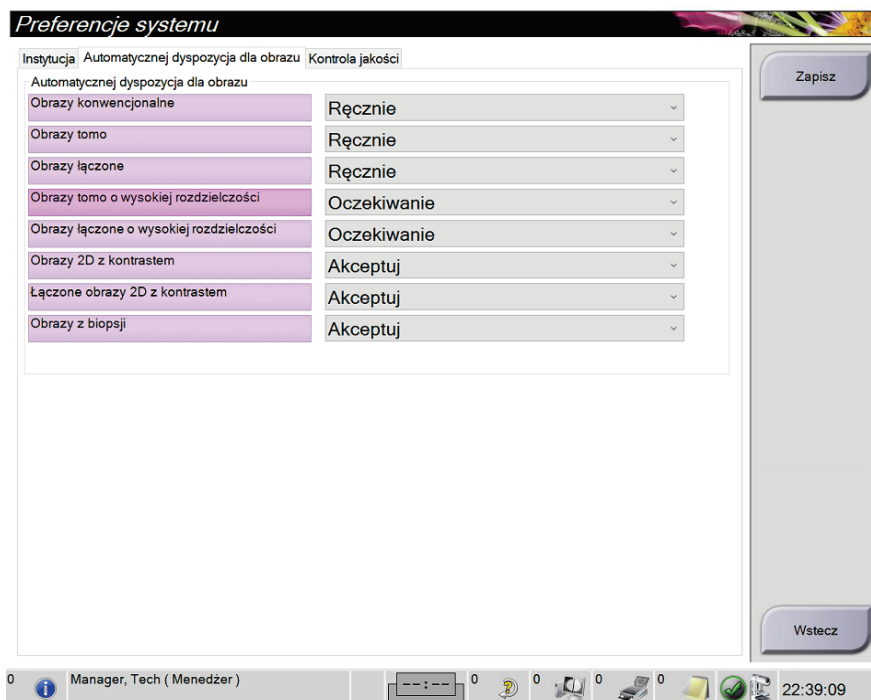 Preferencje systemu
Instytucja Automatycznej dyspozycja dla obrazu Kontrola jakości
Zapisz
Automatycznej dyspozycja dla obrazu
Obrazy konwencjonalne Ręcznie
Obrazy tomo Ręcznie
Obrazy łączone Ręcznie
Obrazy tomo o wysokiej rozdzielczości Oczekiwanie
Obrazy łączone o wysokiej rozdzielczości Oczekiwanie
Obrazy 2D z kontrastem Akceptuj
Łączone obrazy 2D z kontrastem Akceptuj
Obrazy z biopsji Akceptuj
Wstecz
0 Manager, Tech ( Menedżer ) --:-- 0 0 0 0 22:39:09